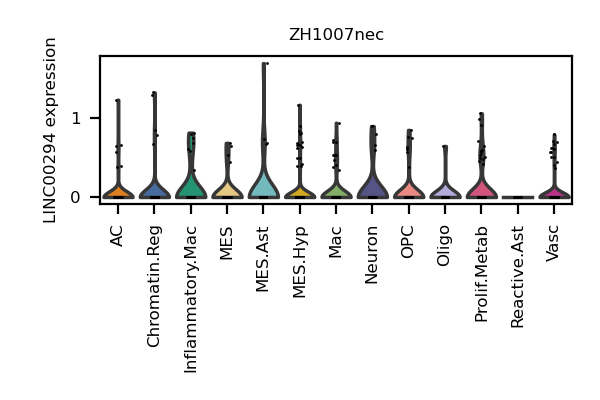 ZH1007nec
LINC00294 expression
1
0
AC
Chromatin.Reg
Inflammatory.Mac
MES
MES.Ast
MES.Hyp
Mac
Neuron
OPC
Oligo
Prolif.Metab
Reactive.Ast
Vasc